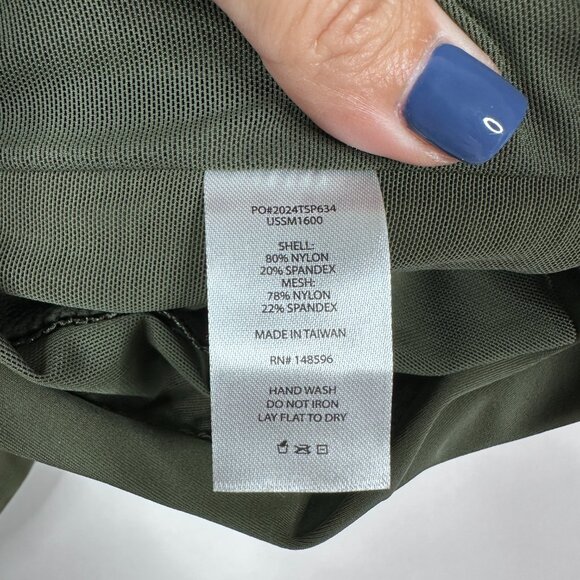 PO#2024TSP634
USSM1600
SHELL:
80% NYLON
20% SPANDEX
MESH:
78% NYLON
22% SPANDEX
MADE IN TAIWAN
RN# 148596
HAND WASH
DO NOT IRON
LAY FLAT TO DRY